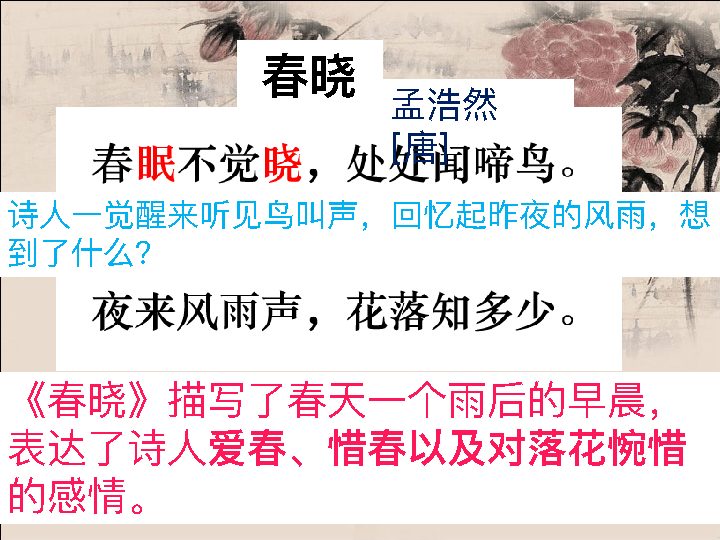 春晓
孟浩然
[唐]
春眠不觉晓，处处闻啼鸟。
诗人一觉醒来听见鸟叫声，回忆起昨夜的风雨，想
到了什么？
夜来风雨声，花落知多少。
《春晓》描写了春天一个雨后的早晨，
表达了诗人爱春、惜春以及对落花惋惜
的感情。